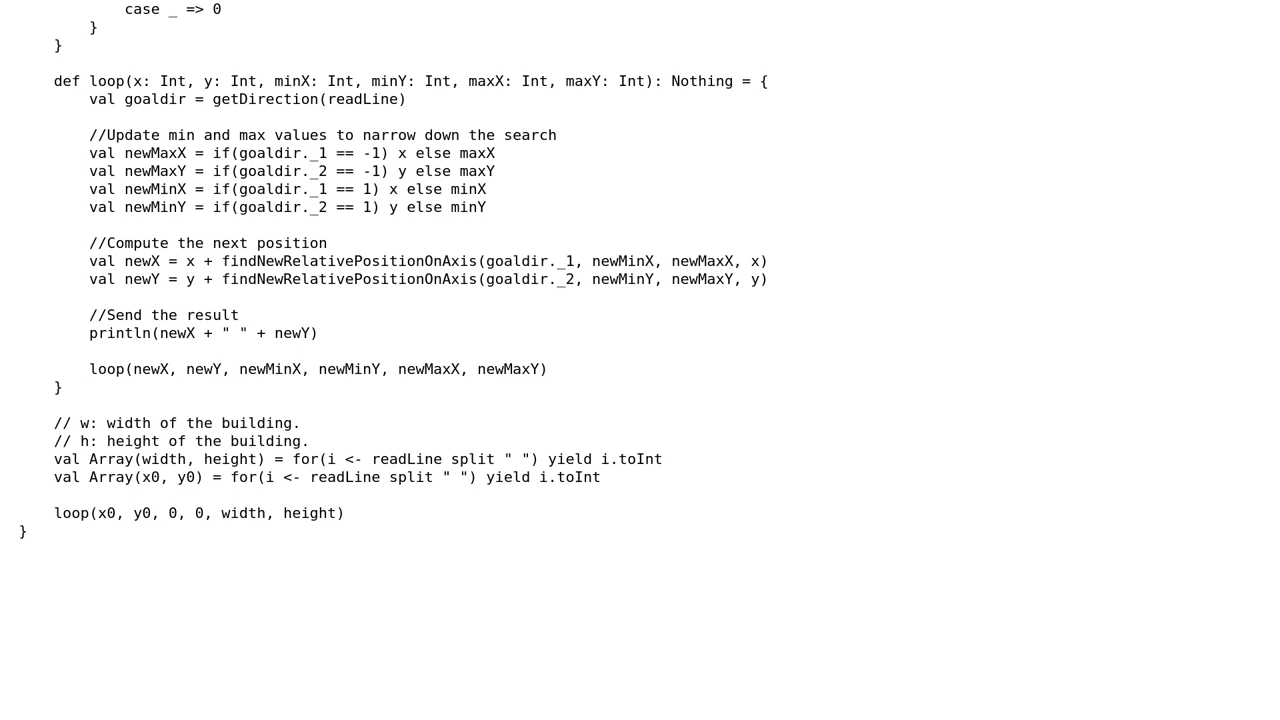 case _ => 0
        }
    }

    def loop(x: Int, y: Int, minX: Int, minY: Int, maxX: Int, maxY: Int): Nothing = {
        val goaldir = getDirection(readLine)

        //Update min and max values to narrow down the search
        val newMaxX = if(goaldir._1 == -1) x else maxX
        val newMaxY = if(goaldir._2 == -1) y else maxY
        val newMinX = if(goaldir._1 == 1) x else minX
        val newMinY = if(goaldir._2 == 1) y else minY

        //Compute the next position
        val newX = x + findNewRelativePositionOnAxis(goaldir._1, newMinX, newMaxX, x)
        val newY = y + findNewRelativePositionOnAxis(goaldir._2, newMinY, newMaxY, y)

        //Send the result
        println(newX + " " + newY)

        loop(newX, newY, newMinX, newMinY, newMaxX, newMaxY)
    }

    // w: width of the building.
    // h: height of the building.
    val Array(width, height) = for(i <- readLine split " ") yield i.toInt
    val Array(x0, y0) = for(i <- readLine split " ") yield i.toInt

    loop(x0, y0, 0, 0, width, height)
}